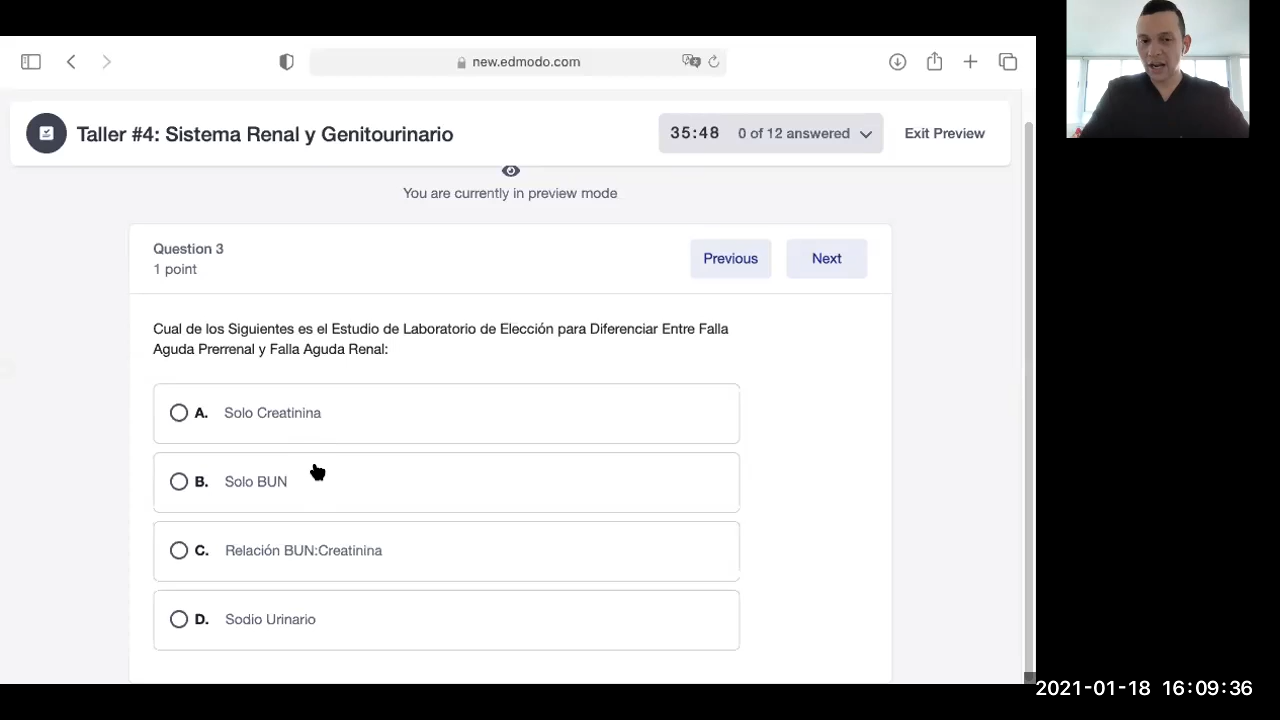 new.edmodo.com
Taller #4: Sistema Renal y Genitourinario
35:48 0 of 12 answered
Exit Preview
You are currently in preview mode
Question 3
1 point
Previous
Next
Cual de los Siguientes es el Estudio de Laboratorio de Elección para Diferenciar Entre Falla
Aguda Prerrenal y Falla Aguda Renal:
A. Solo Creatinina
B. Solo BUN
C. Relación BUN:Creatinina
D. Sodio Urinario
2021-01-18 16:09:36